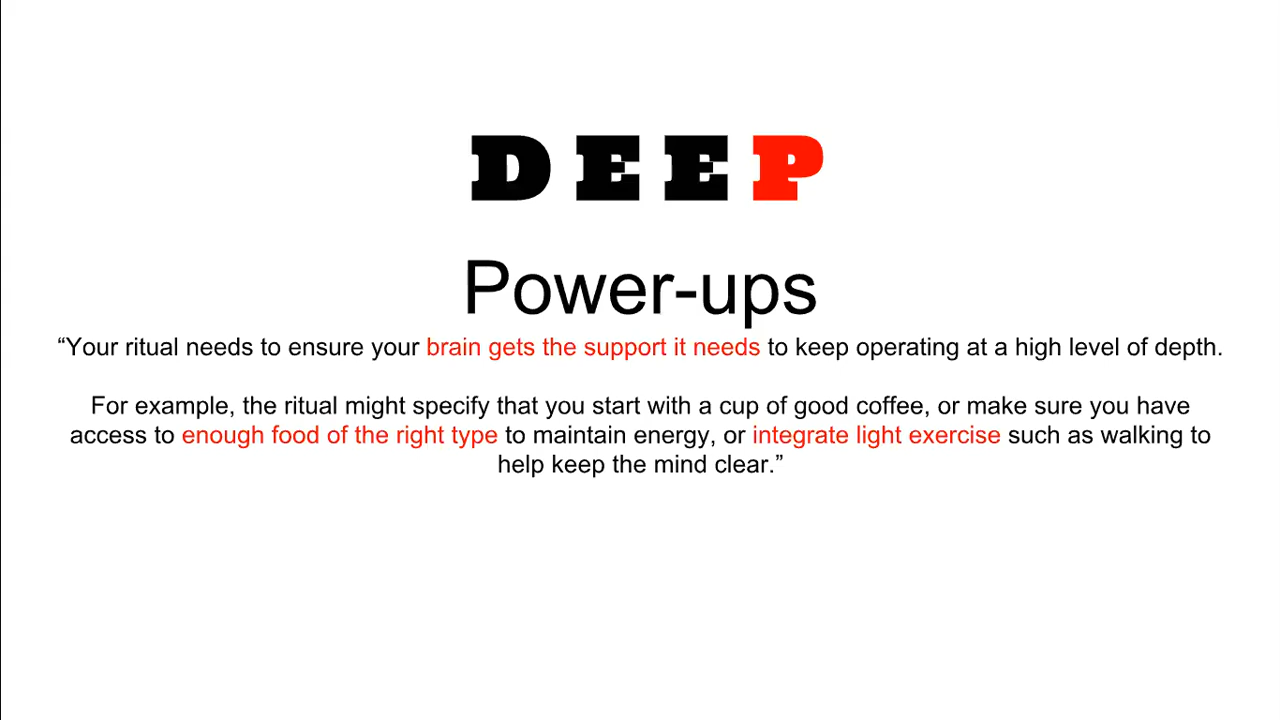 DEEP
Power-ups
“Your ritual needs to ensure your brain gets the support it needs to keep operating at a high level of depth.
For example, the ritual might specify that you start with a cup of good coffee, or make sure you have
access to enough food of the right type to maintain energy, or integrate light exercise such as walking to
help keep the mind clear.”